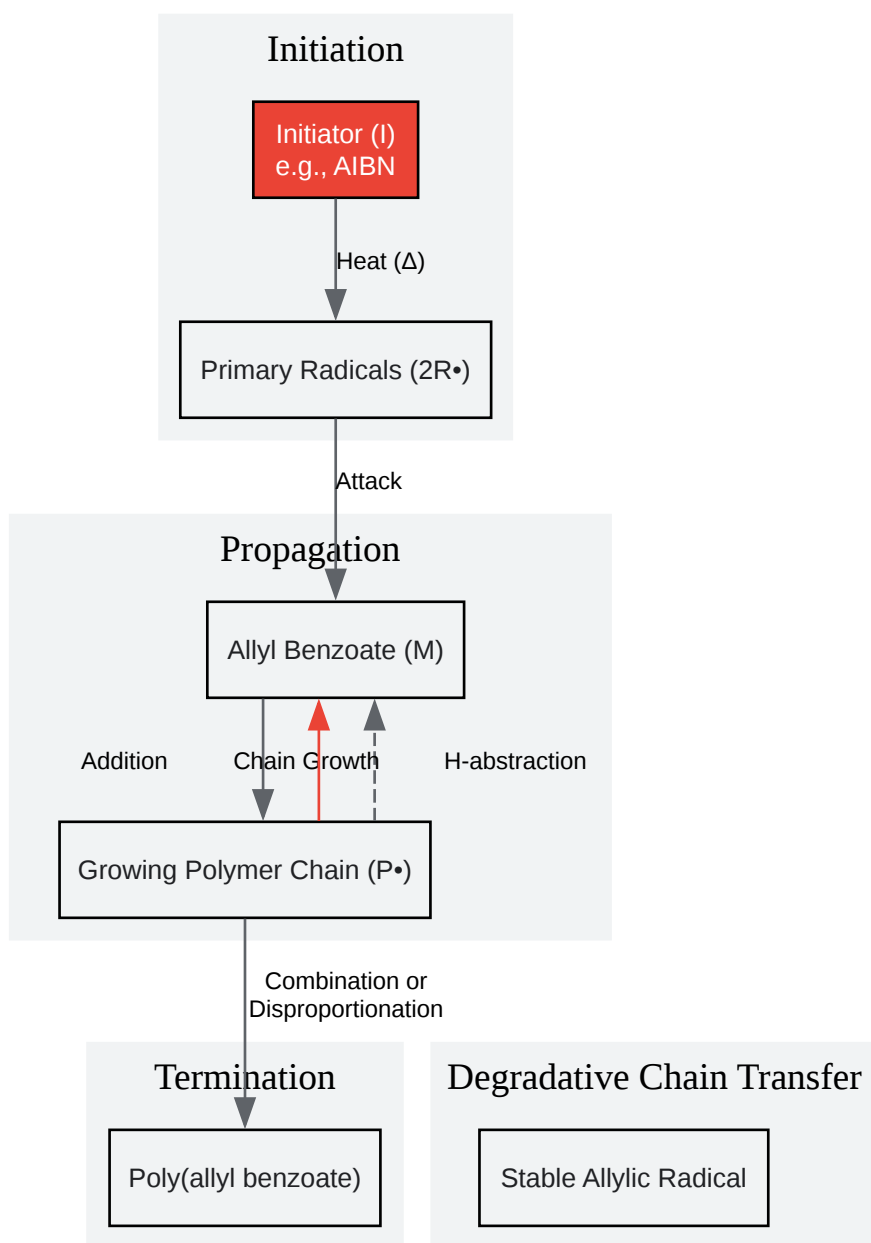 Initiation
Initiator (I)
e.g., AIBN
Heat (Δ)
Primary Radicals (2R•)
Attack
Propagation
Allyl Benzoate (M)
Addition
Chain Growth
H-abstraction
Growing Polymer Chain (P•)
Combination or
Disproportionation
Termination
Degradative Chain Transfer
Poly(allyl benzoate)
Stable Allylic Radical